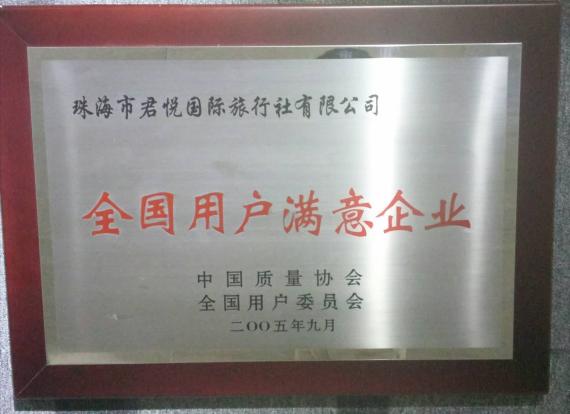 珠海市君悦国际旅行社有限公司
全国用户满意企业
中国质量协会
全国用户委员会
二〇〇五年九月